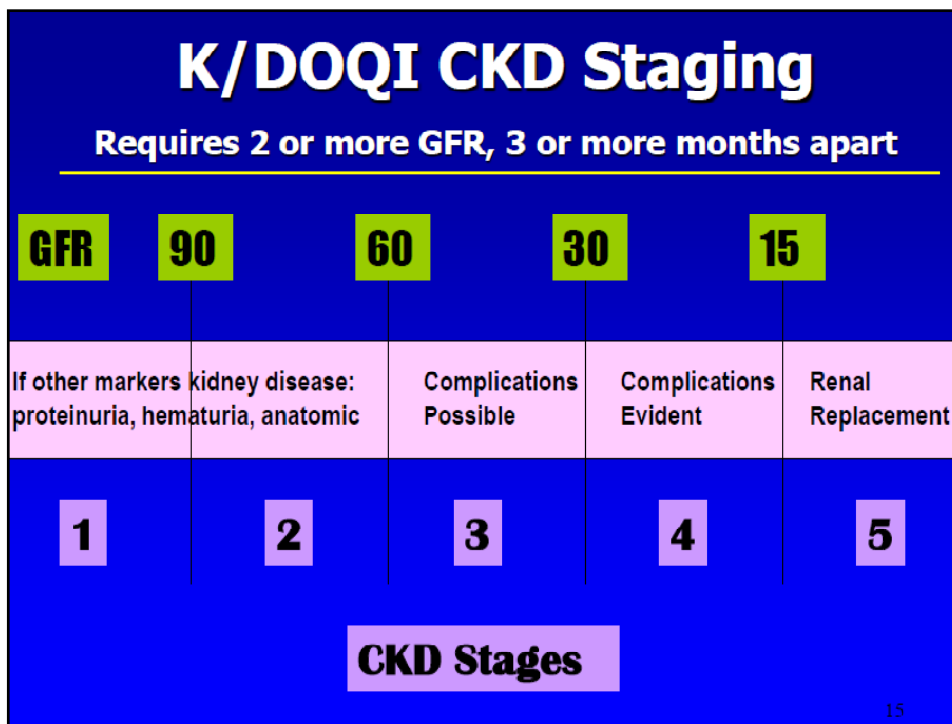 K/DOQI CKD Staging
Requires 2 or more GFR, 3 or more months apart
GFR 90 60 30 15
If other markers kidney disease: Complications Complications Renal
proteinuria, hematuria, anatomic Possible Evident Replacement
1 2 3 4 5
CKD Stages
15